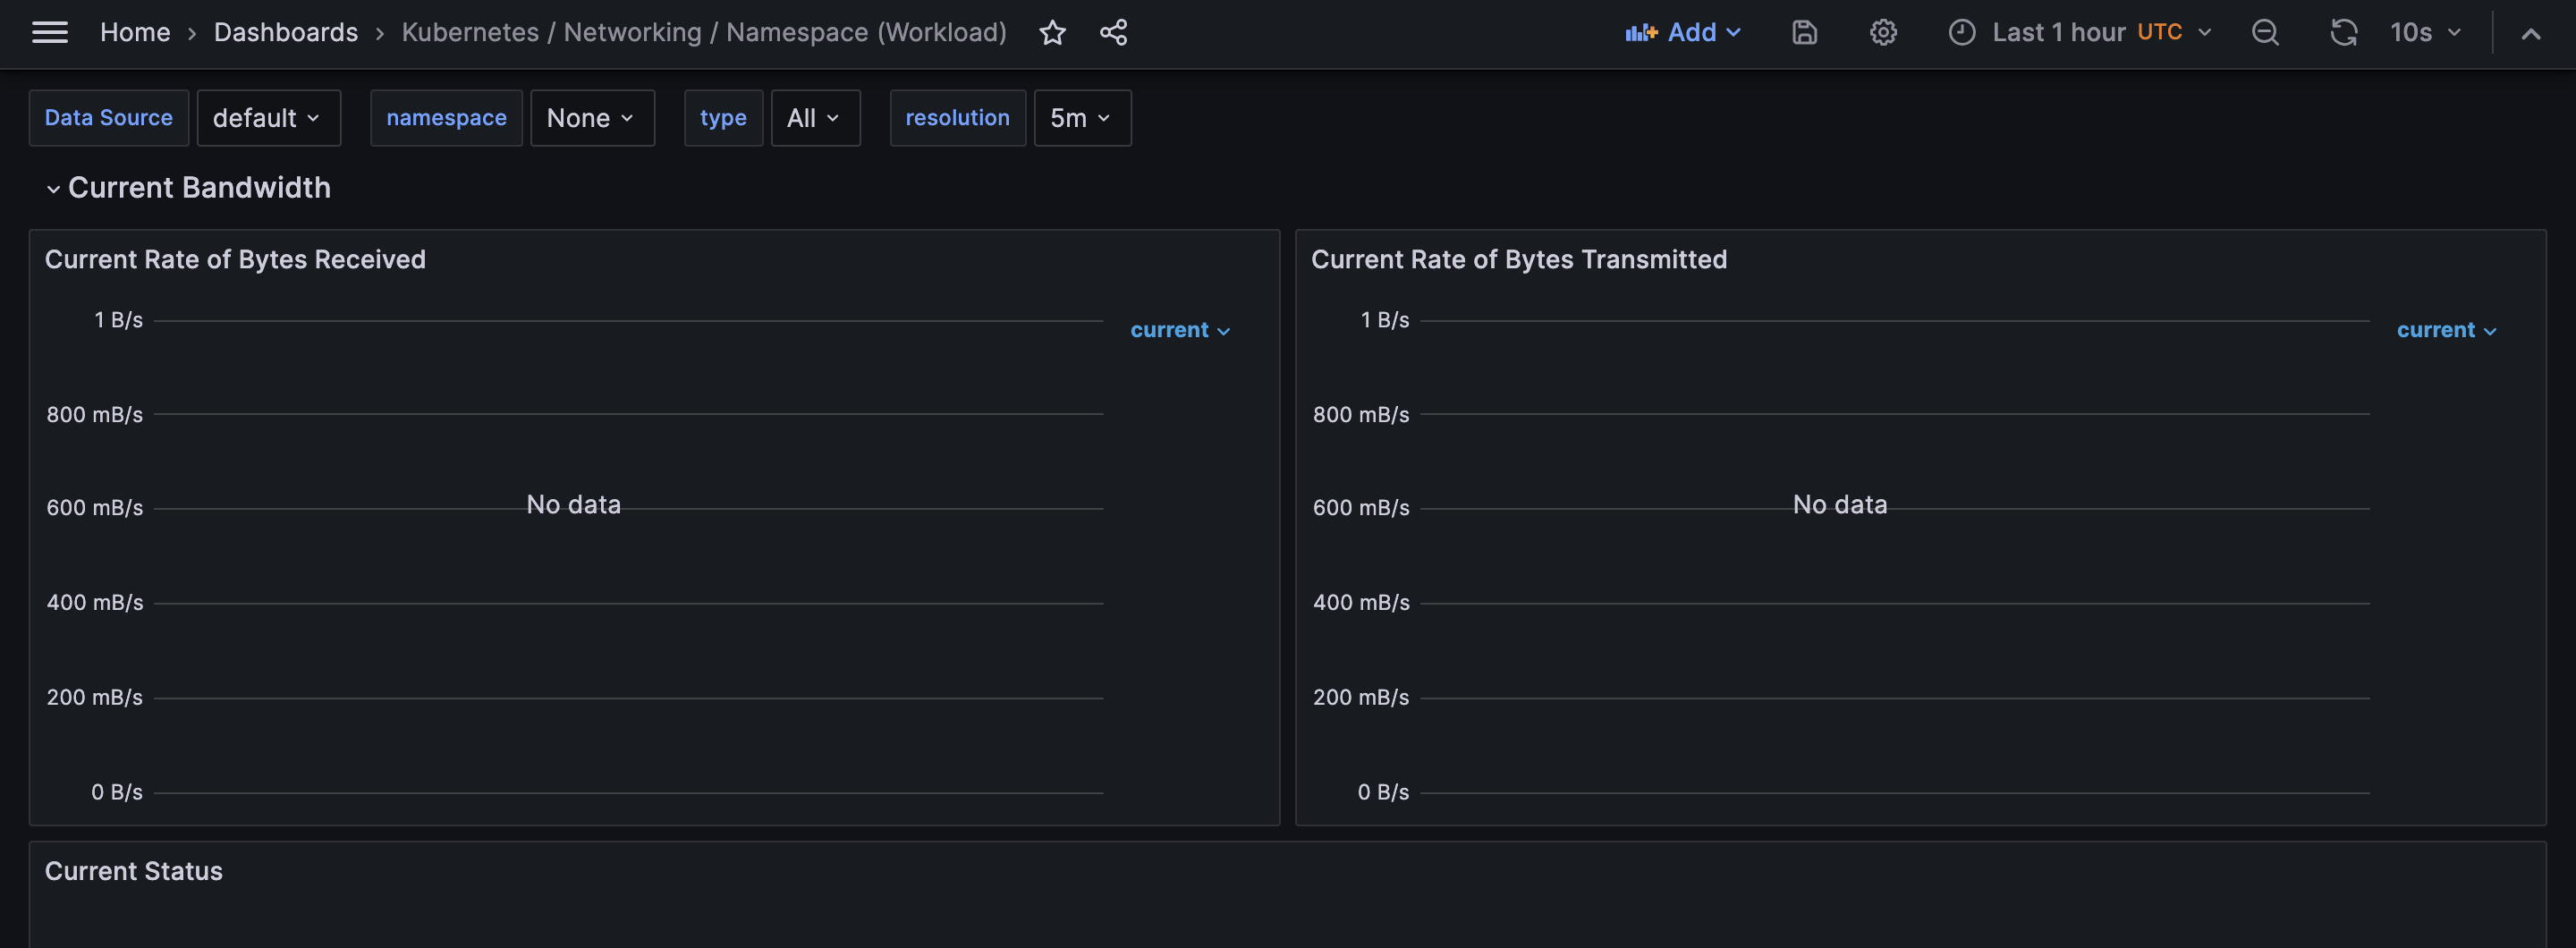 Home › Dashboards › Kubernetes / Networking / Namespace (Workload) Add Last 1 hour UTC 10s
Data Source default namespace None type All resolution 5m
Current Bandwidth
Current Rate of Bytes Received
1 B/s
800 mB/s
600 mB/s
400 mB/s
200 mB/s
0 B/s
No data
current
Current Rate of Bytes Transmitted
1 B/s
800 mB/s
600 mB/s
400 mB/s
200 mB/s
0 B/s
No data
current
Current Status